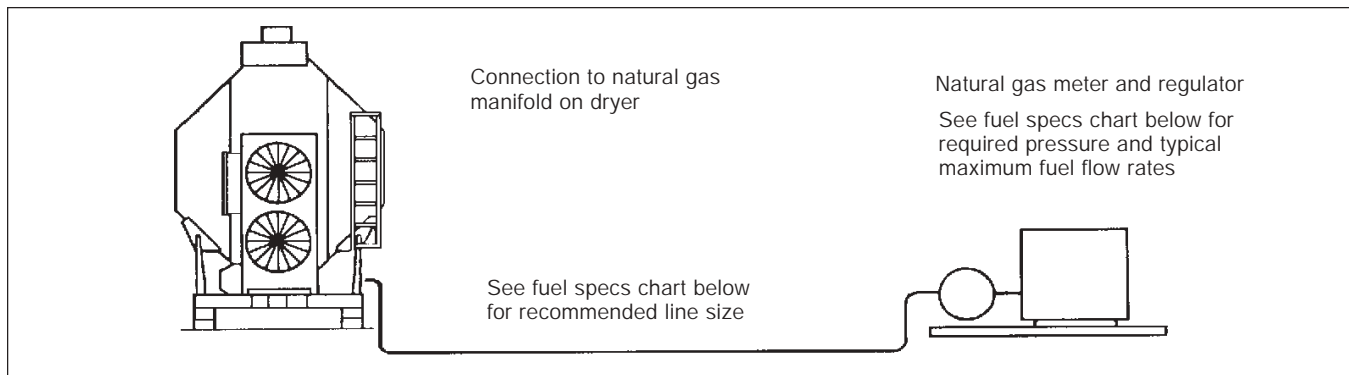 Connection to natural gas
manifold on dryer
Natural gas meter and regulator
See fuel specs chart below for
required pressure and typical
maximum fuel flow rates
See fuel specs chart below
for recommended line size